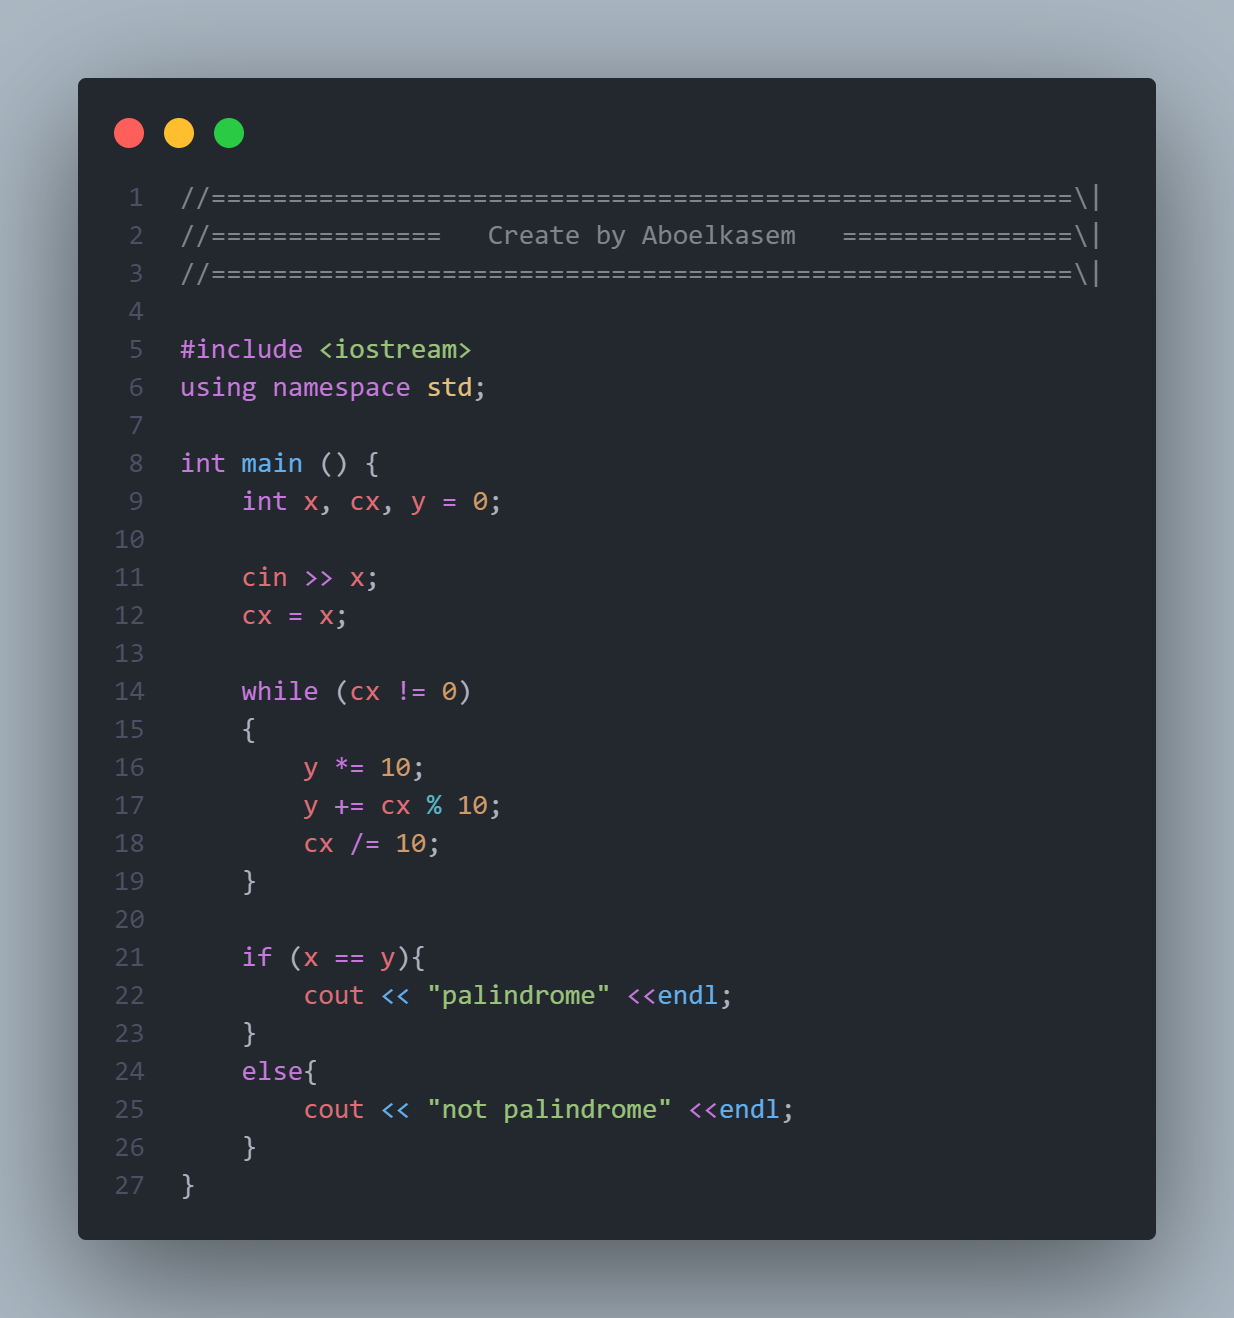 1 //========================================================\|
2 //===============   Create by Aboelkasem   ===============\|
3 //========================================================\|
4
5 #include <iostream>
6 using namespace std;
7
8 int main () {
9     int x, cx, y = 0;
10
11     cin >> x;
12     cx = x;
13
14     while (cx != 0)
15     {
16         y *= 10;
17         y += cx % 10;
18         cx /= 10;
19     }
20
21     if (x == y){
22         cout << "palindrome" <<endl;
23     }
24     else{
25         cout << "not palindrome" <<endl;
26     }
27 }